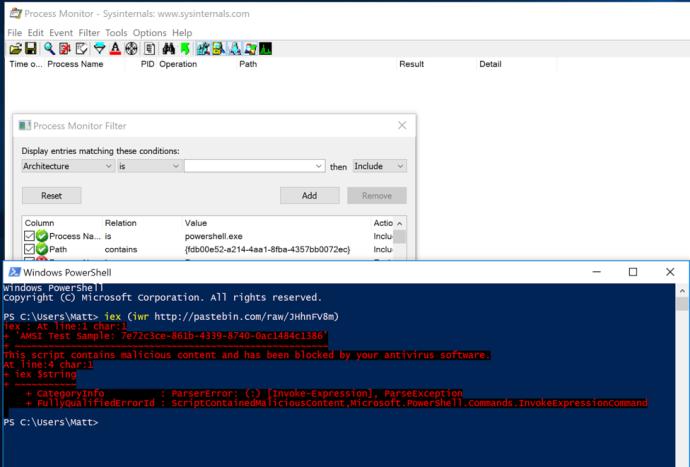 Process Monitor - Sysinternals: www.sysinternals.com
File Edit Event Filter Tools Options Help
Time o... Process Name PID Operation Path Result Detail
Process Monitor Filter
Display entries matching these conditions:
Architecture is then Include
Reset Add Remove
Column Relation Value Actio
Process Na... is powershell.exe Inclu
Path contains {fdb00e52-a214-4aa1-8fba-4357bb0072ec} Inclu
Windows PowerShell
Windows PowerShell
Copyright (C) Microsoft Corporation. All rights reserved.
PS C:\Users\Matt> iex (iwr http://pastebin.com/raw/JHhnFV8m)
iex : At line:1 char:1
+ 'AMSI Test Sample: 7e72c3ce-861b-4339-8740-0ac1484c1386'
+ ~~~~~~~~~~~~~~~~~~~~~~~~~~~~~~~~~~~~~~~~~~~~~~~~~~~~~~~~
This script contains malicious content and has been blocked by your antivirus software.
At line:4 char:1
+ iex $string
+ ~~~~~~~~~~~
+ CategoryInfo : ParserError: (:) [Invoke-Expression], ParseException
+ FullyQualifiedErrorId : ScriptContainedMaliciousContent,Microsoft.PowerShell.Commands.InvokeExpressionCommand
PS C:\Users\Matt>